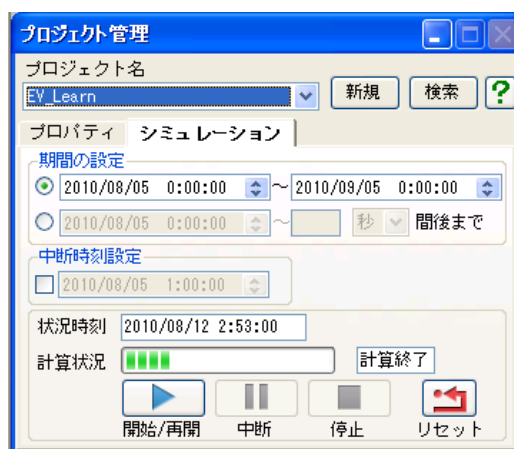 プロジェクト管理
プロジェクト名
EV_Learn 新規 検索 ?
プロパティ シミュレーション
期間の設定
2010/08/05 0:00:00 ～ 2010/09/05 0:00:00
2010/08/05 0:00:00 ～ 秒 間後まで
中断時刻設定
2010/08/05 1:00:00
状況時刻 2010/08/12 2:53:00
計算状況 計算終了
開始/再開 中断 停止 リセット